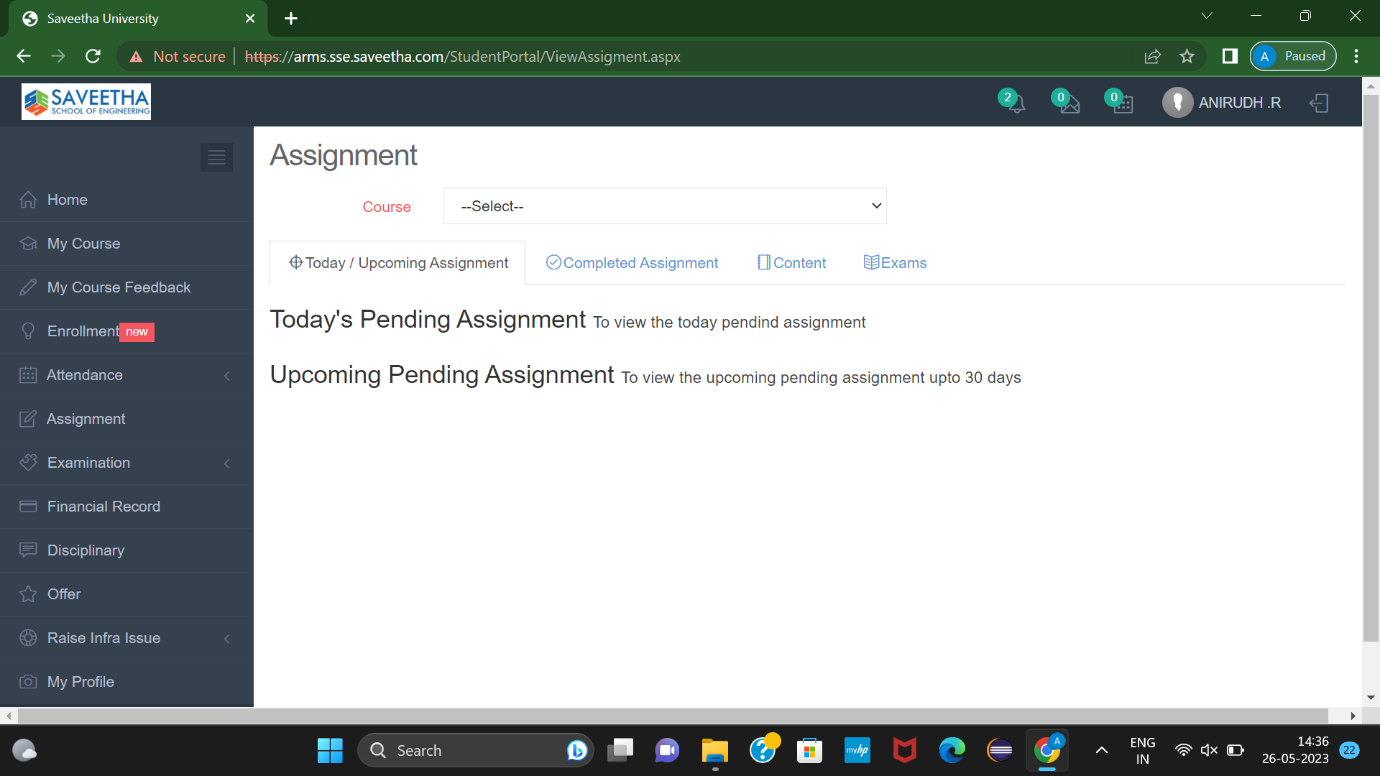 Saveetha University
Not secure https://arms.sse.saveetha.com/StudentPortal/ViewAssigment.aspx A Paused
SAVEETHA
SCHOOL OF ENGINEERING
2 0 0 ANIRUDH .R
Assignment
Home
Course --Select--
My Course
Today / Upcoming Assignment Completed Assignment Content Exams
My Course Feedback
Today's Pending Assignment To view the today pendind assignment
Enrollment new
Attendance
Upcoming Pending Assignment To view the upcoming pending assignment upto 30 days
Assignment
Examination
Financial Record
Disciplinary
Offer
Raise Infra Issue
My Profile
Search b myhp A ENG
IN 14:36
26-05-2023 22